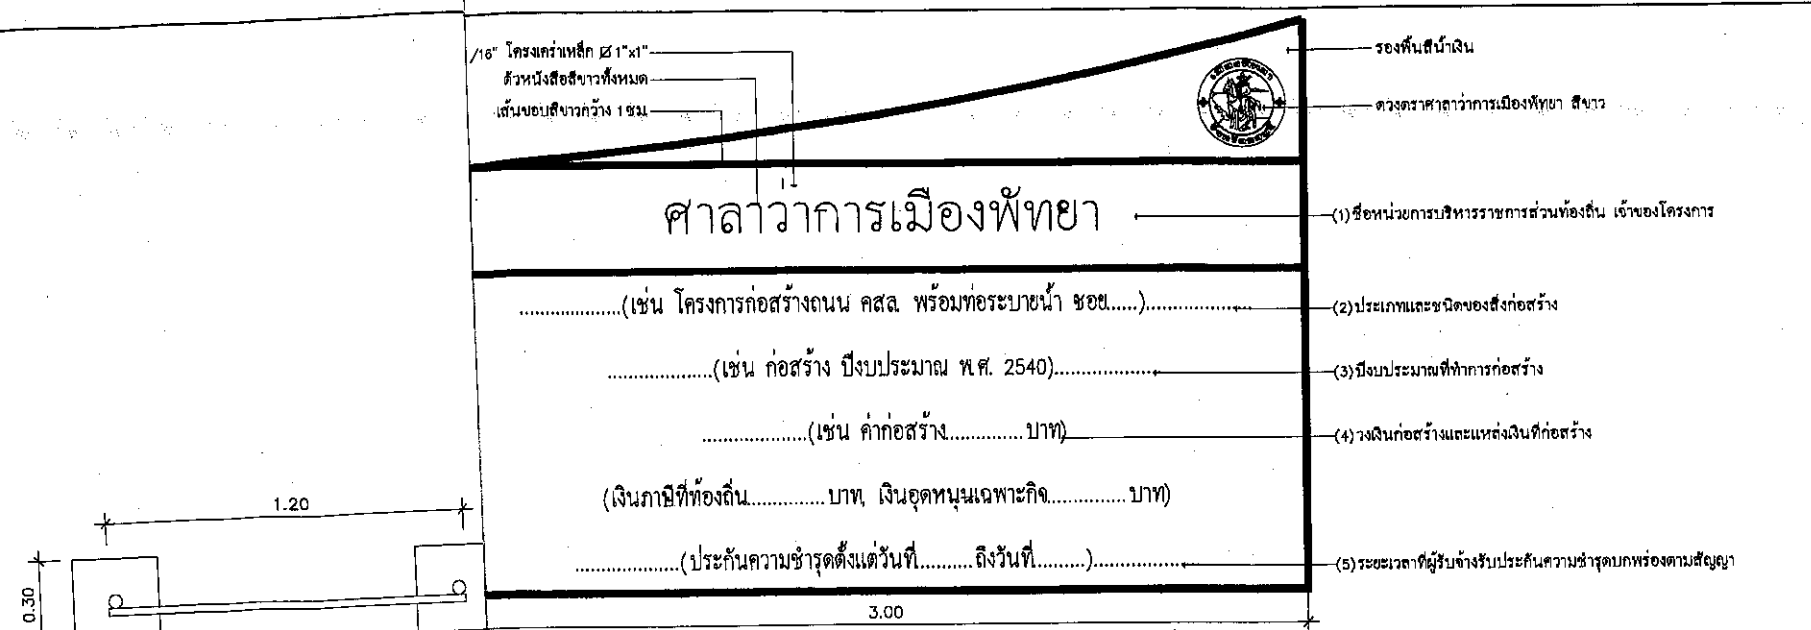 /16" โครงเคร่าเหล็ก ⌀ 1"x1"
ตัวหนังสือสีขาวทั้งหมด
เส้นขอบสีขาวกว้าง 1 ซม.
รองพื้นสีน้ำเงิน
ดวงตราศาลาว่าการเมืองพัทยา สีขาว
ศาลาว่าการเมืองพัทยา
(1)ชื่อหน่วยการบริหารราชการส่วนท้องถิ่น เจ้าของโครงการ
....................(เช่น โครงการก่อสร้างถนน คสล. พร้อมท่อระบายน้ำ ซอย......).....................
(2)ประเภทและชนิดของสิ่งก่อสร้าง
.....................(เช่น ก่อสร้าง ปีงบประมาณ พ.ศ. 2540).....................
(3)ปีงบประมาณที่ทำการก่อสร้าง
.....................(เช่น ค่าก่อสร้าง...............บาท)
(4)วงเงินก่อสร้างและแหล่งเงินที่ก่อสร้าง
(เงินภาษีที่ท้องถิ่น...............บาท, เงินอุดหนุนเฉพาะกิจ...............บาท)
.....................(ประกันความชำรุดตั้งแต่วันที่..........ถึงวันที่.........).....................
(5)ระยะเวลาที่ผู้รับจ้างรับประกันความชำรุดบกพร่องตามสัญญา
1.20
0.30
3.00